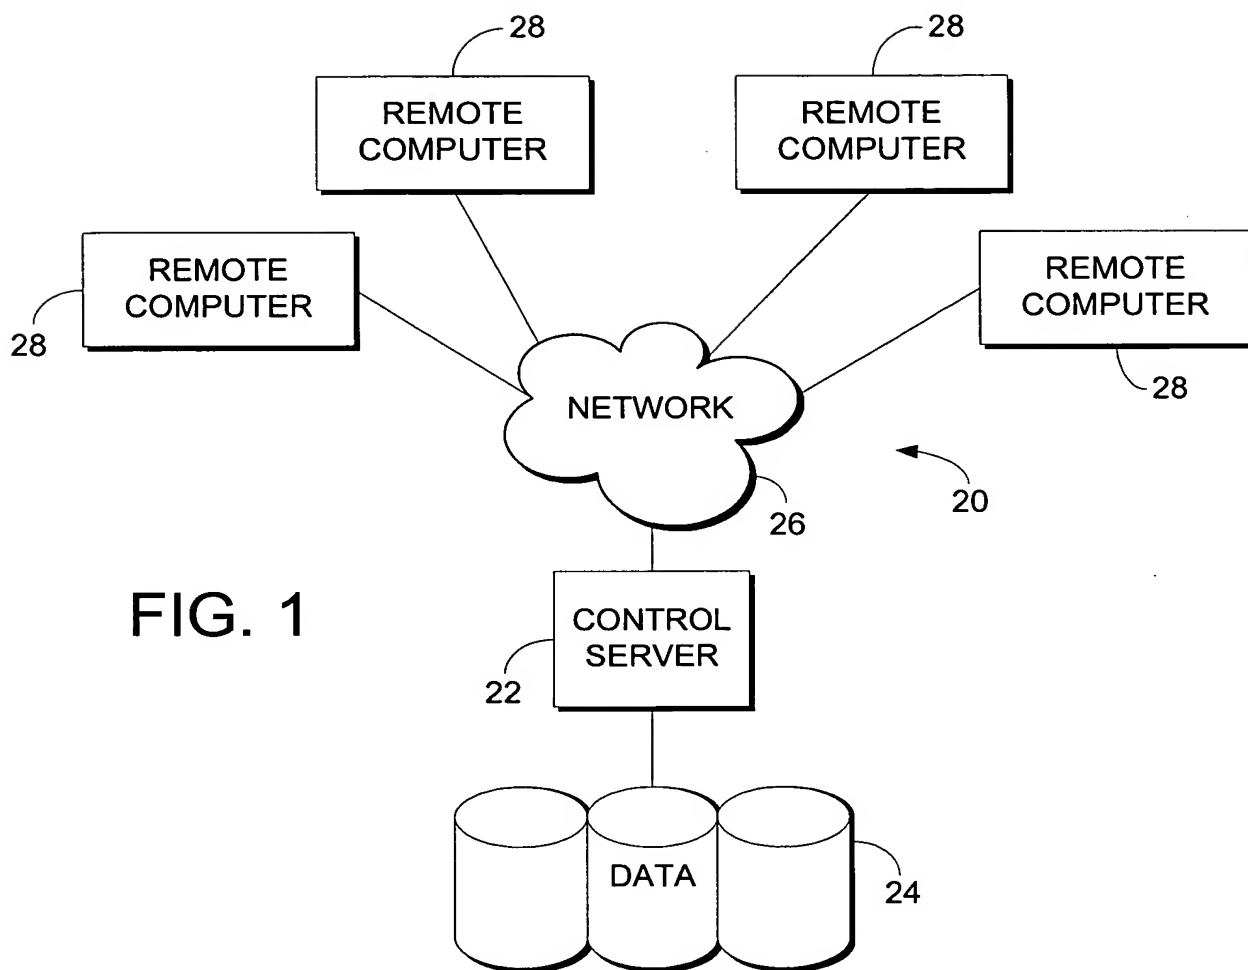 28
28
REMOTE
COMPUTER
REMOTE
COMPUTER
REMOTE
COMPUTER
REMOTE
COMPUTER
28
28
NETWORK
20
26
FIG. 1
CONTROL
SERVER
22
DATA
24